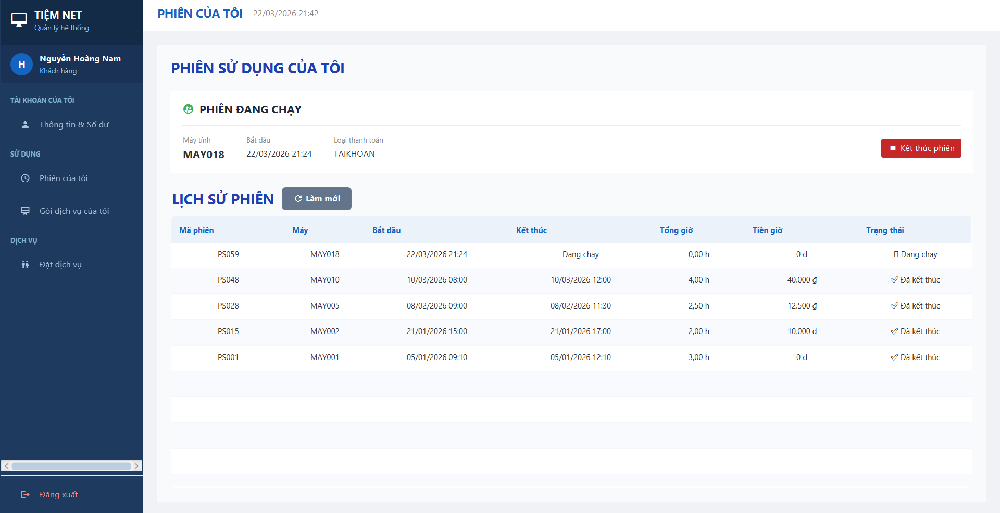 TIỆM NET
Quản lý hệ thống
H
Nguyễn Hoàng Nam
Khách hàng
TÀI KHOẢN CỦA TÔI
Thông tin & Số dư
SỬ DỤNG
Phiên của tôi
Gói dịch vụ của tôi
DỊCH VỤ
Đặt dịch vụ
Đăng xuất
PHIÊN CỦA TÔI 22/03/2026 21:42
PHIÊN SỬ DỤNG CỦA TÔI
PHIÊN ĐANG CHẠY
Máy tính Bắt đầu Loại thanh toán
MAY018 22/03/2026 21:24 TAIKHOAN
Kết thúc phiên
LỊCH SỬ PHIÊN Làm mới
Mã phiên Máy Bắt đầu Kết thúc Tổng giờ Tiền giờ Trạng thái
PS059 MAY018 22/03/2026 21:24 Đang chạy 0,00 h 0 ₫ Đang chạy
PS048 MAY010 10/03/2026 08:00 10/03/2026 12:00 4,00 h 40.000 ₫ Đã kết thúc
PS028 MAY005 08/02/2026 09:00 08/02/2026 11:30 2,50 h 12.500 ₫ Đã kết thúc
PS015 MAY002 21/01/2026 15:00 21/01/2026 17:00 2,00 h 10.000 ₫ Đã kết thúc
PS001 MAY001 05/01/2026 09:10 05/01/2026 12:10 3,00 h 0 ₫ Đã kết thúc